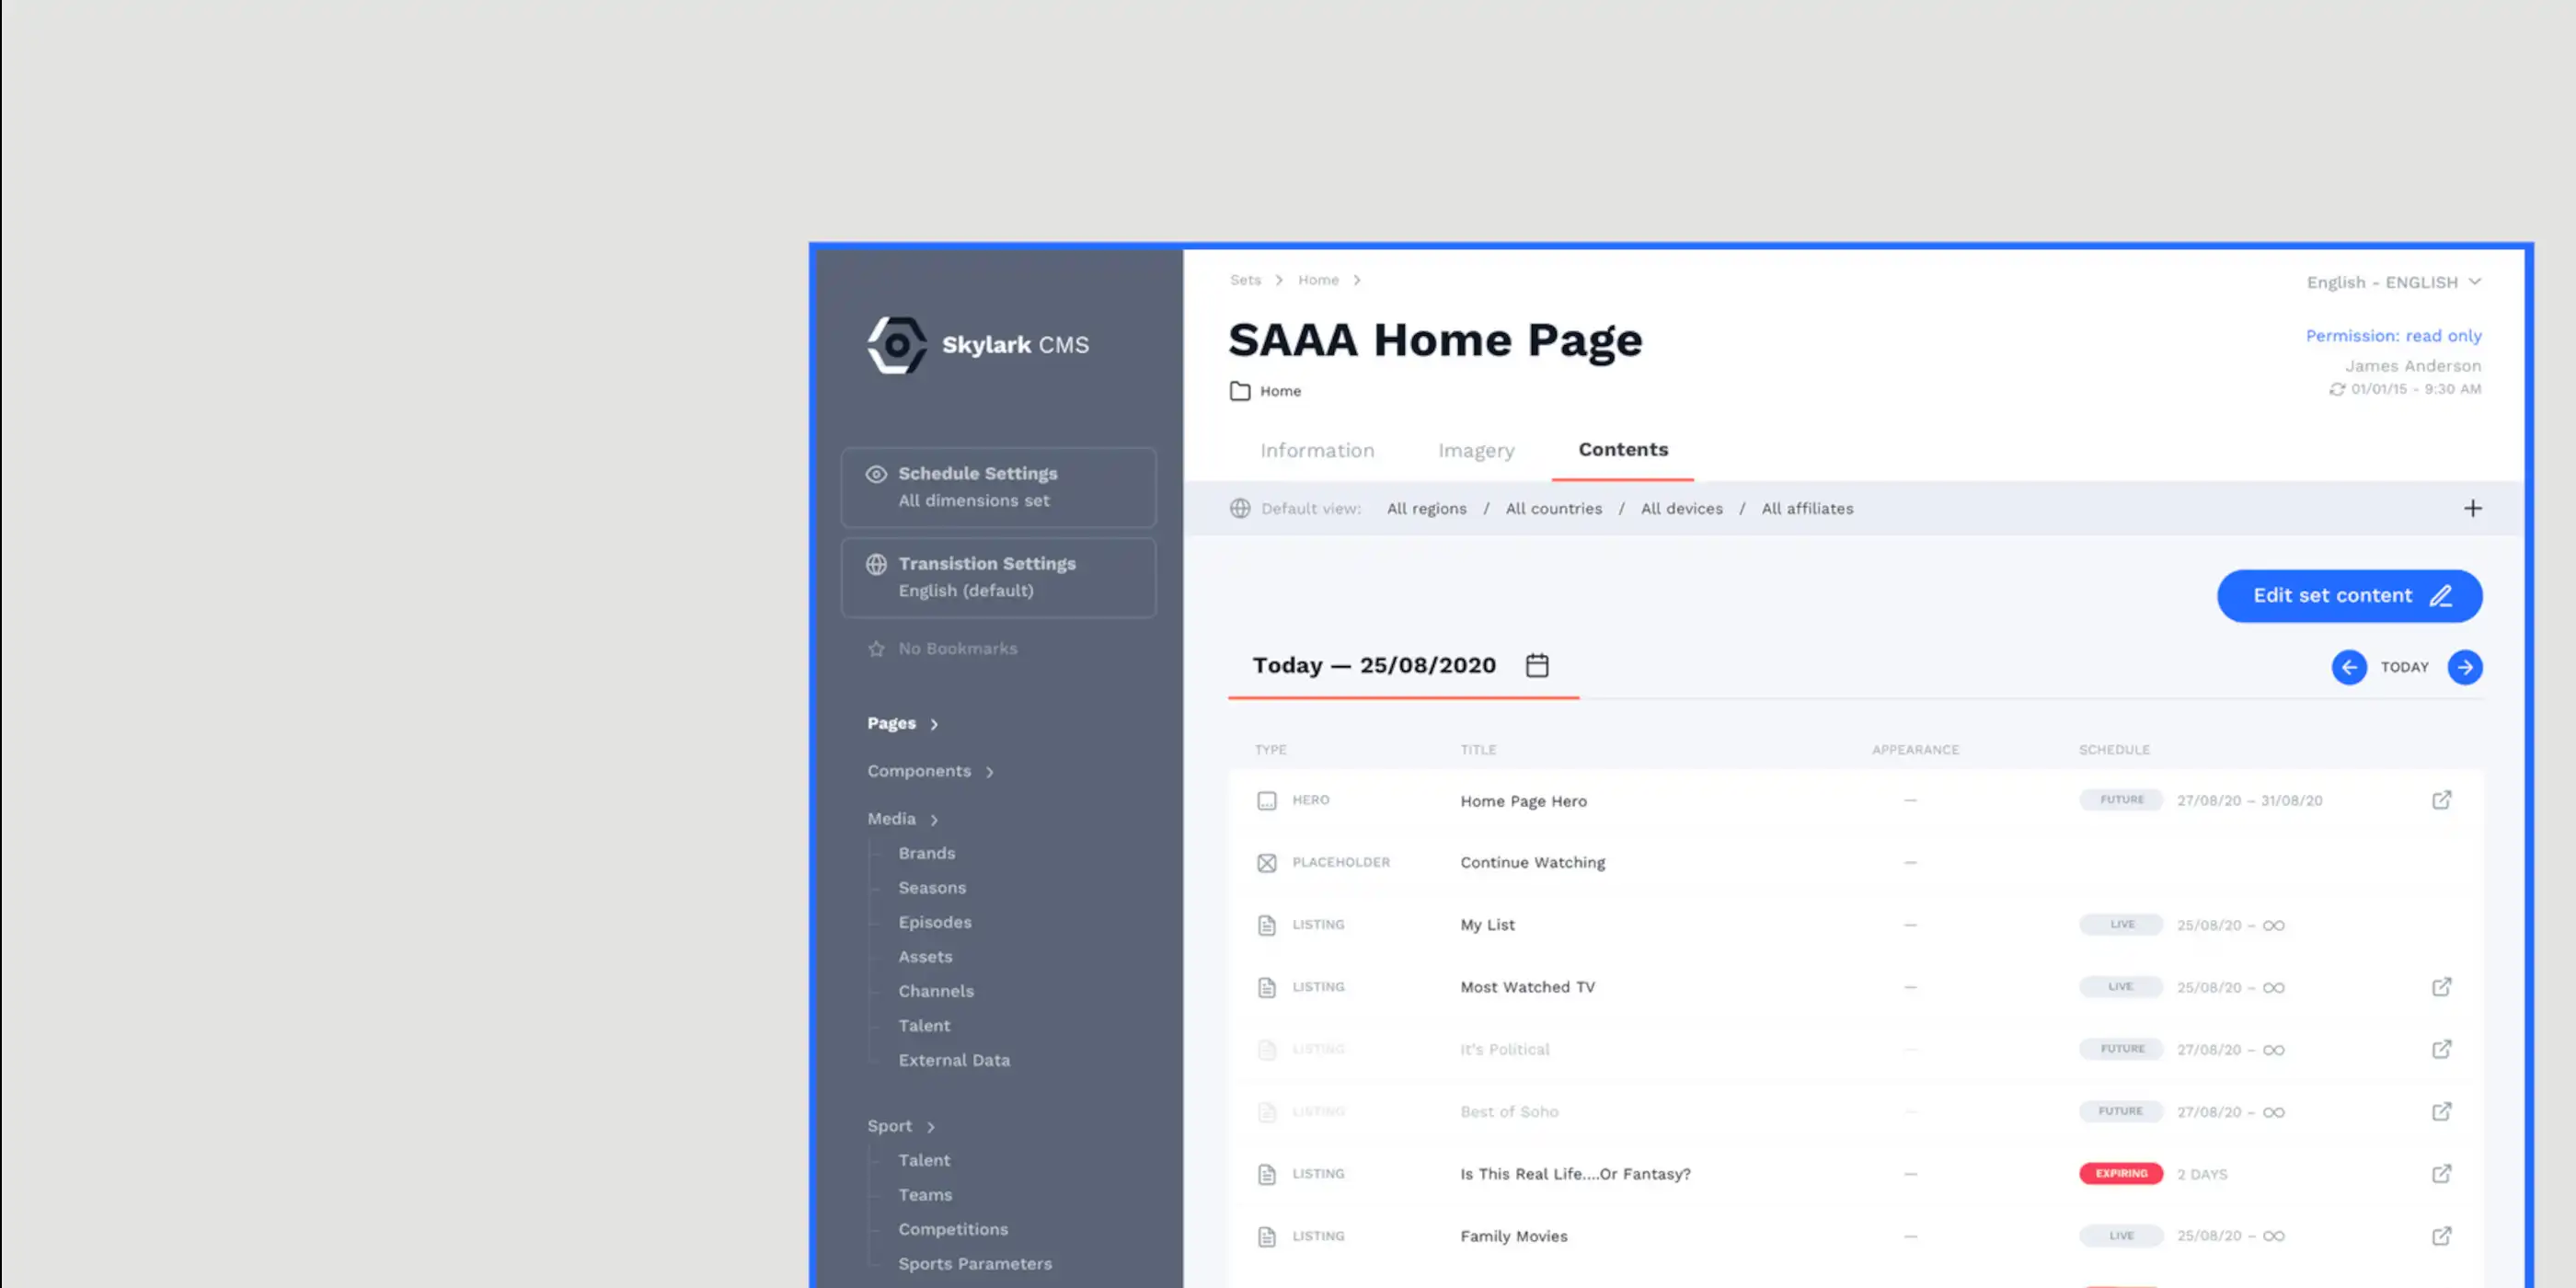 Skylark CMS
Schedule Settings
All dimensions set
Transistion Settings
English (default)
No Bookmarks
Pages
Components
Media
Brands
Seasons
Episodes
Assets
Channels
Talent
External Data
Sport
Talent
Teams
Competitions
Sports Parameters
Sets > Home >
English - ENGLISH
SAAA Home Page
Permission: read only
James Anderson
01/01/15 - 9:30 AM
Home
Information Imagery Contents
Default view: All regions / All countries / All devices / All affiliates
Edit set content
Today — 25/08/2020
TODAY
TYPE TITLE APPEARANCE SCHEDULE
HERO Home Page Hero — FUTURE 27/08/20 – 31/08/20
PLACEHOLDER Continue Watching —
LISTING My List — LIVE 25/08/20 – ∞
LISTING Most Watched TV — LIVE 25/08/20 – ∞
LISTING It's Political — FUTURE 27/08/20 – ∞
LISTING Best of Soho — FUTURE 27/08/20 – ∞
LISTING Is This Real Life....Or Fantasy? — EXPIRING 2 DAYS
LISTING Family Movies — LIVE 25/08/20 – ∞